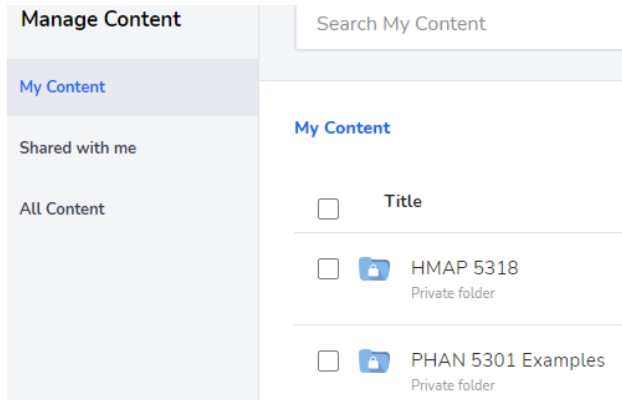 Manage Content
Search My Content
My Content
Shared with me
All Content
My Content
Title
HMAP 5318
Private folder
PHAN 5301 Examples
Private folder